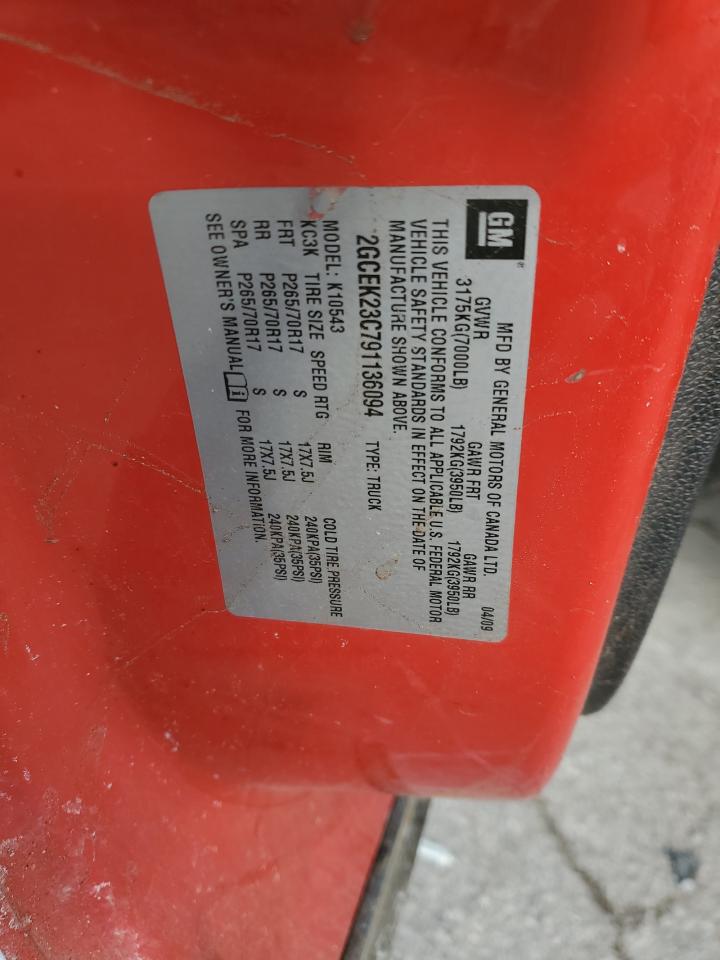 GM
MFD BY GENERAL MOTORS OF CANADA LTD. 04/09
GVWR GAWR FRT GAWR RR
3175KG(7000LB) 1792KG(3950LB) 1792KG(3950LB)
THIS VEHICLE CONFORMS TO ALL APPLICABLE U.S. FEDERAL MOTOR
VEHICLE SAFETY STANDARDS IN EFFECT ON THE DATE OF
MANUFACTURE SHOWN ABOVE.
2GCEK23C791136094 TYPE: TRUCK
MODEL: K10543
KC3K TIRE SIZE SPEED RTG RIM COLD TIRE PRESSURE
FRT P265/70R17 S 17X7.5J 240KPA(35PSI)
RR P265/70R17 S 17X7.5J 240KPA(35PSI)
SPA P265/70R17 S 17X7.5J 240KPA(35PSI)
SEE OWNER'S MANUAL FOR MORE INFORMATION.